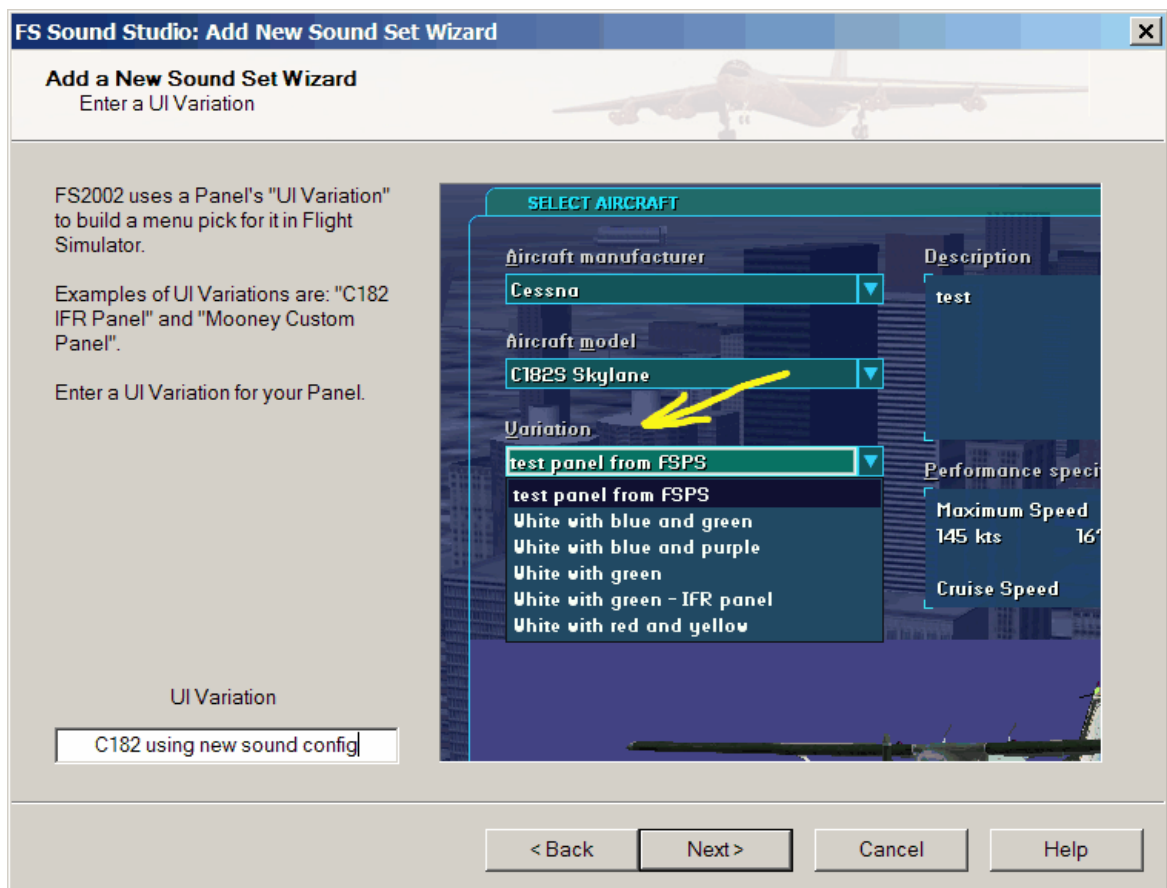 FS Sound Studio: Add New Sound Set Wizard
Add a New Sound Set Wizard
Enter a UI Variation
FS2002 uses a Panel's "UI Variation"
to build a menu pick for it in Flight
Simulator.
Examples of UI Variations are: "C182
IFR Panel" and "Mooney Custom
Panel".
Enter a UI Variation for your Panel.
UI Variation
C182 using new sound config
SELECT AIRCRAFT
Aircraft manufacturer
Cessna
Aircraft model
C182S Skylane
Variation
test panel from FSPS
test panel from FSPS
White with blue and green
White with blue and purple
White with green
White with green - IFR panel
White with red and yellow
Description
test
Performance speci
Maximum Speed
145 kts 16
Cruise Speed
< Back
Next >
Cancel
Help